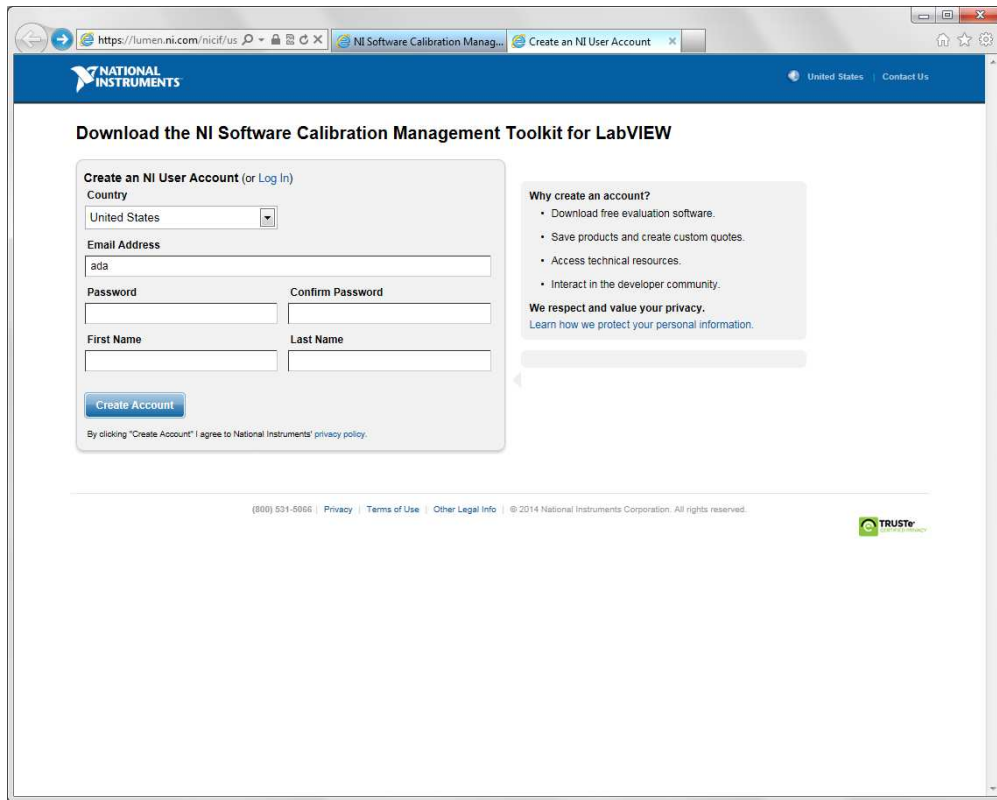 https://lumen.ni.com/nicif/us
NI Software Calibration Manag...
Create an NI User Account
NATIONAL INSTRUMENTS
United States | Contact Us
Download the NI Software Calibration Management Toolkit for LabVIEW
Create an NI User Account (or Log In)
Country
United States
Email Address
ada
Password Confirm Password
First Name Last Name
Create Account
By clicking "Create Account" I agree to National Instruments' privacy policy.
Why create an account?
• Download free evaluation software.
• Save products and create custom quotes.
• Access technical resources.
• Interact in the developer community.
We respect and value your privacy.
Learn how we protect your personal information.
(800) 531-5066 | Privacy | Terms of Use | Other Legal Info | © 2014 National Instruments Corporation. All rights reserved.
TRUSTe
CERTIFIED PRIVACY